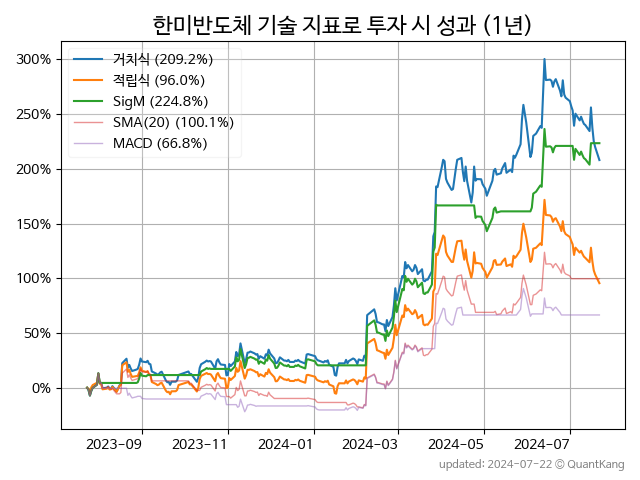 한미반도체 기술 지표로 투자 시 성과 (1년)
거치식 (209.2%)
적립식 (96.0%)
SigM (224.8%)
SMA(20) (100.1%)
MACD (66.8%)
300%
250%
200%
150%
100%
50%
0%
2023-09 2023-11 2024-01 2024-03 2024-05 2024-07
updated: 2024-07-22 © QuantKang